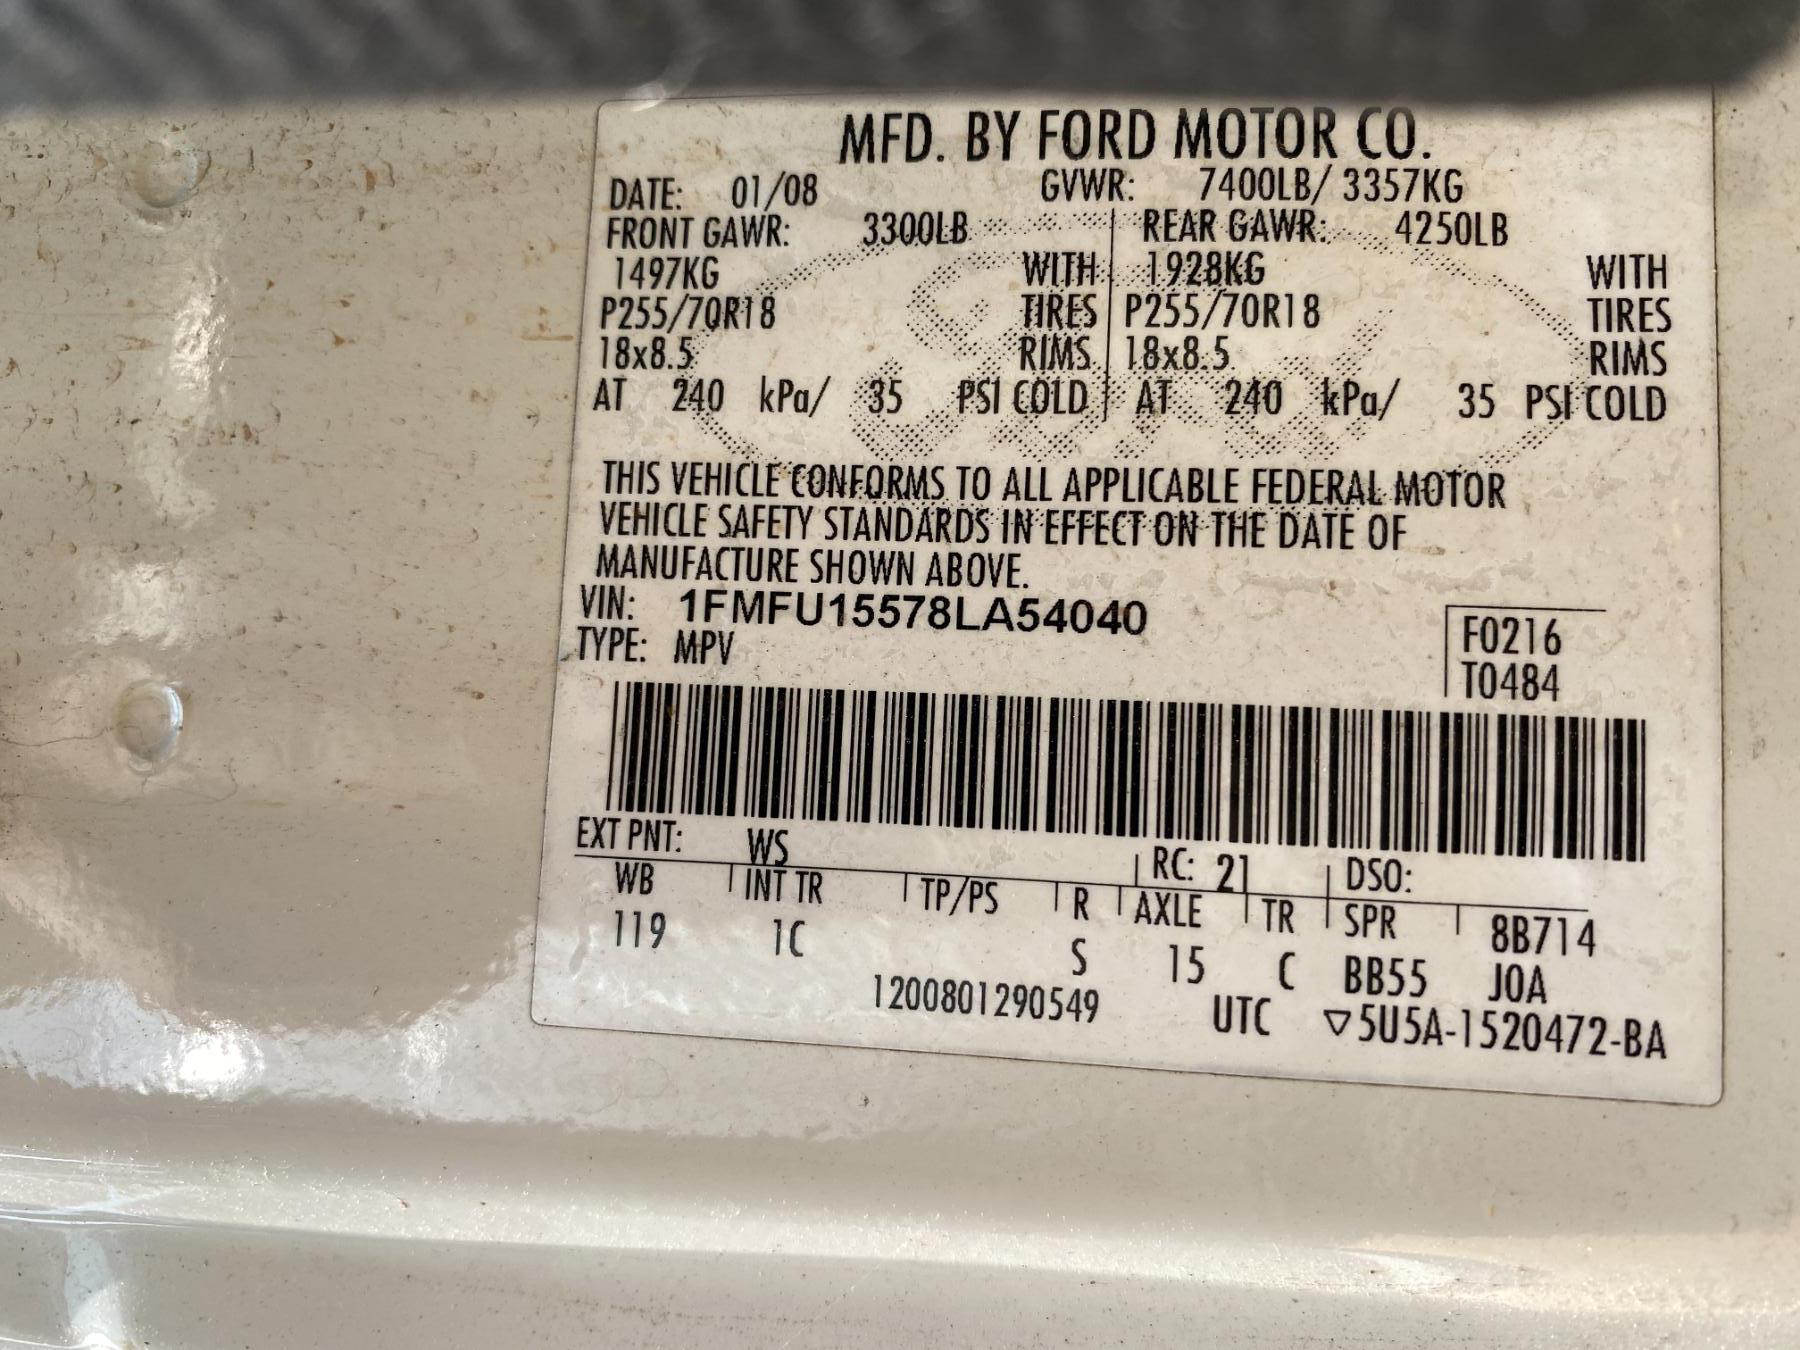 MFD. BY FORD MOTOR CO.
DATE: 01/08 GVWR: 7400LB/ 3357KG
FRONT GAWR: 3300LB REAR GAWR: 4250LB
1497KG WITH 1928KG WITH
P255/70R18 TIRES P255/70R18 TIRES
18x8.5 RIMS 18x8.5 RIMS
AT 240 kPa/ 35 PSI COLD AT 240 kPa/ 35 PSI COLD
THIS VEHICLE CONFORMS TO ALL APPLICABLE FEDERAL MOTOR
VEHICLE SAFETY STANDARDS IN EFFECT ON THE DATE OF
MANUFACTURE SHOWN ABOVE.
VIN: 1FMFU15578LA54040
TYPE: MPV
F0216
T0484
EXT PNT: WS RC: 21 DSO:
WB INT TR TP/PS R AXLE TR SPR 8B714
119 1C S 15 C BB55 J0A
1200801290549 UTC ▽5U5A-1520472-BA